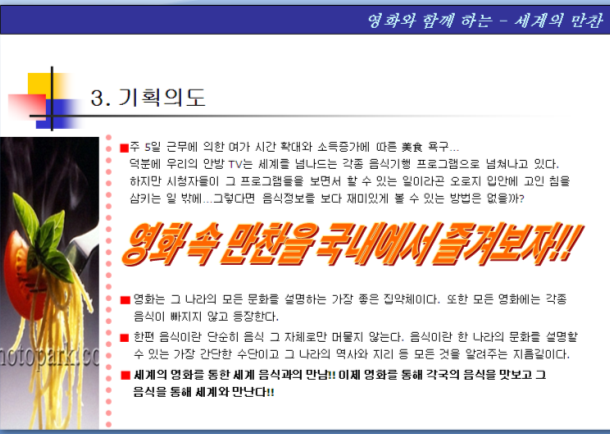 영화와 함께 하는 - 세계의 만찬
3. 기획의도
주 5일 근무에 의한 여가 시간 확대와 소득증가에 따른 美食 욕구...
덕분에 우리의 안방 TV는 세계를 넘나드는 각종 음식기행 프로그램으로 넘쳐나고 있다.
하지만 시청자들이 그 프로그램들을 보면서 할 수 있는 일이라곤 오로지 입안에 고인 침을
삼키는 일 밖에...그렇다면 음식정보를 보다 재미있게 볼 수 있는 방법은 없을까?
영화 속 만찬을 국내에서 즐겨보자!!
영화는 그 나라의 모든 문화를 설명하는 가장 좋은 집약체이다. 또한 모든 영화에는 각종
음식이 빠지지 않고 등장한다.
한편 음식이란 단순히 음식 그 자체로만 머물지 않는다. 음식이란 한 나라의 문화를 설명할
수 있는 가장 간단한 수단이고 그 나라의 역사와 지리 등 모든 것을 알려주는 지름길이다.
hotopark.co
세계의 영화를 통한 세계 음식과의 만남!! 이제 영화를 통해 각국의 음식을 맛보고 그
음식을 통해 세계와 만난다!!